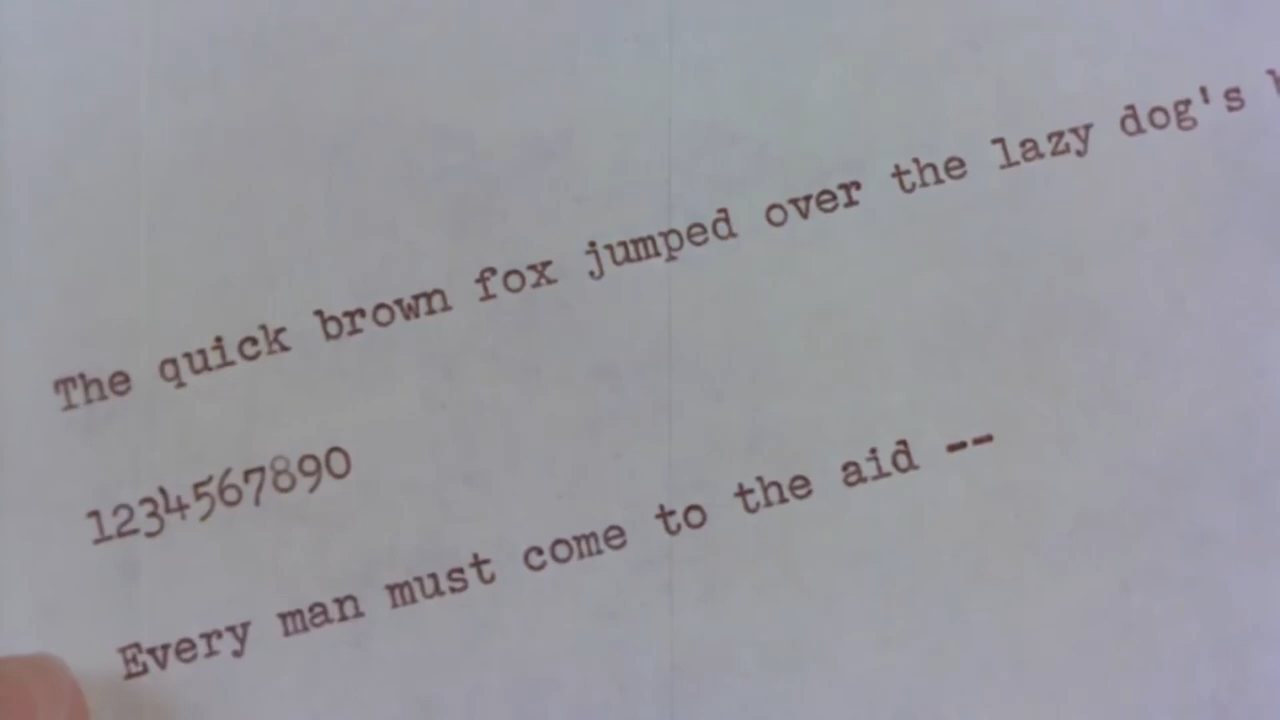 The quick brown fox jumped over the lazy dog's
1234567890
Every man must come to the aid --